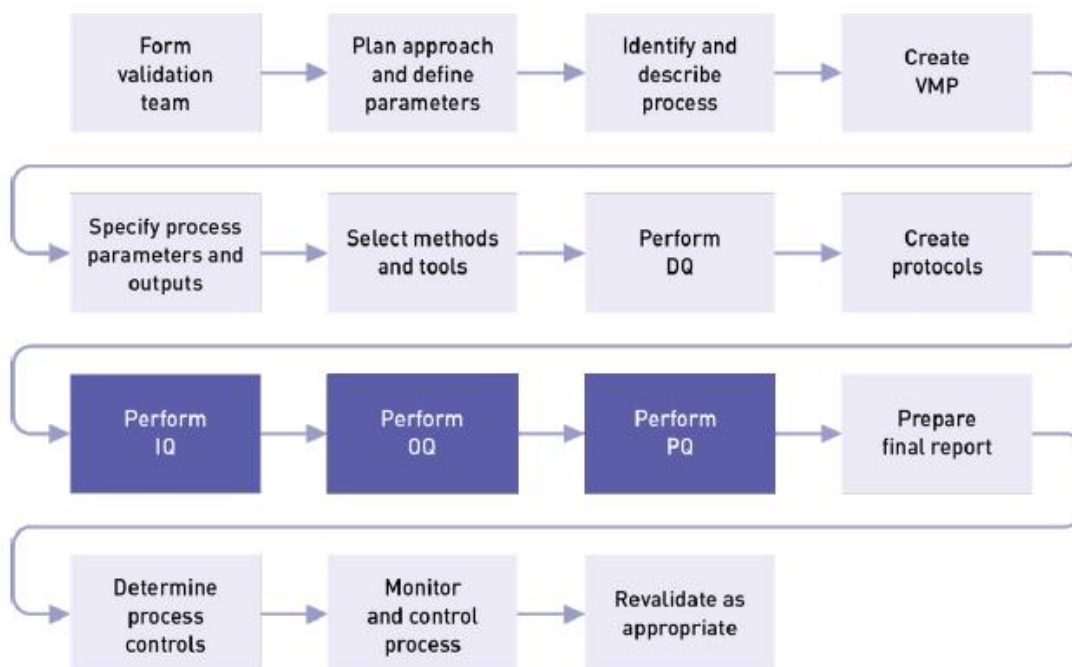 Form
validation
team
Plan approach
and define
parameters
Identify and
describe
process
Create
VMP
Specify process
parameters and
outputs
Select methods
and tools
Perform
DQ
Create
protocols
Perform
IQ
Perform
OQ
Perform
PQ
Prepare
final report
Determine
process
controls
Monitor
and control
process
Revalidate as
appropriate